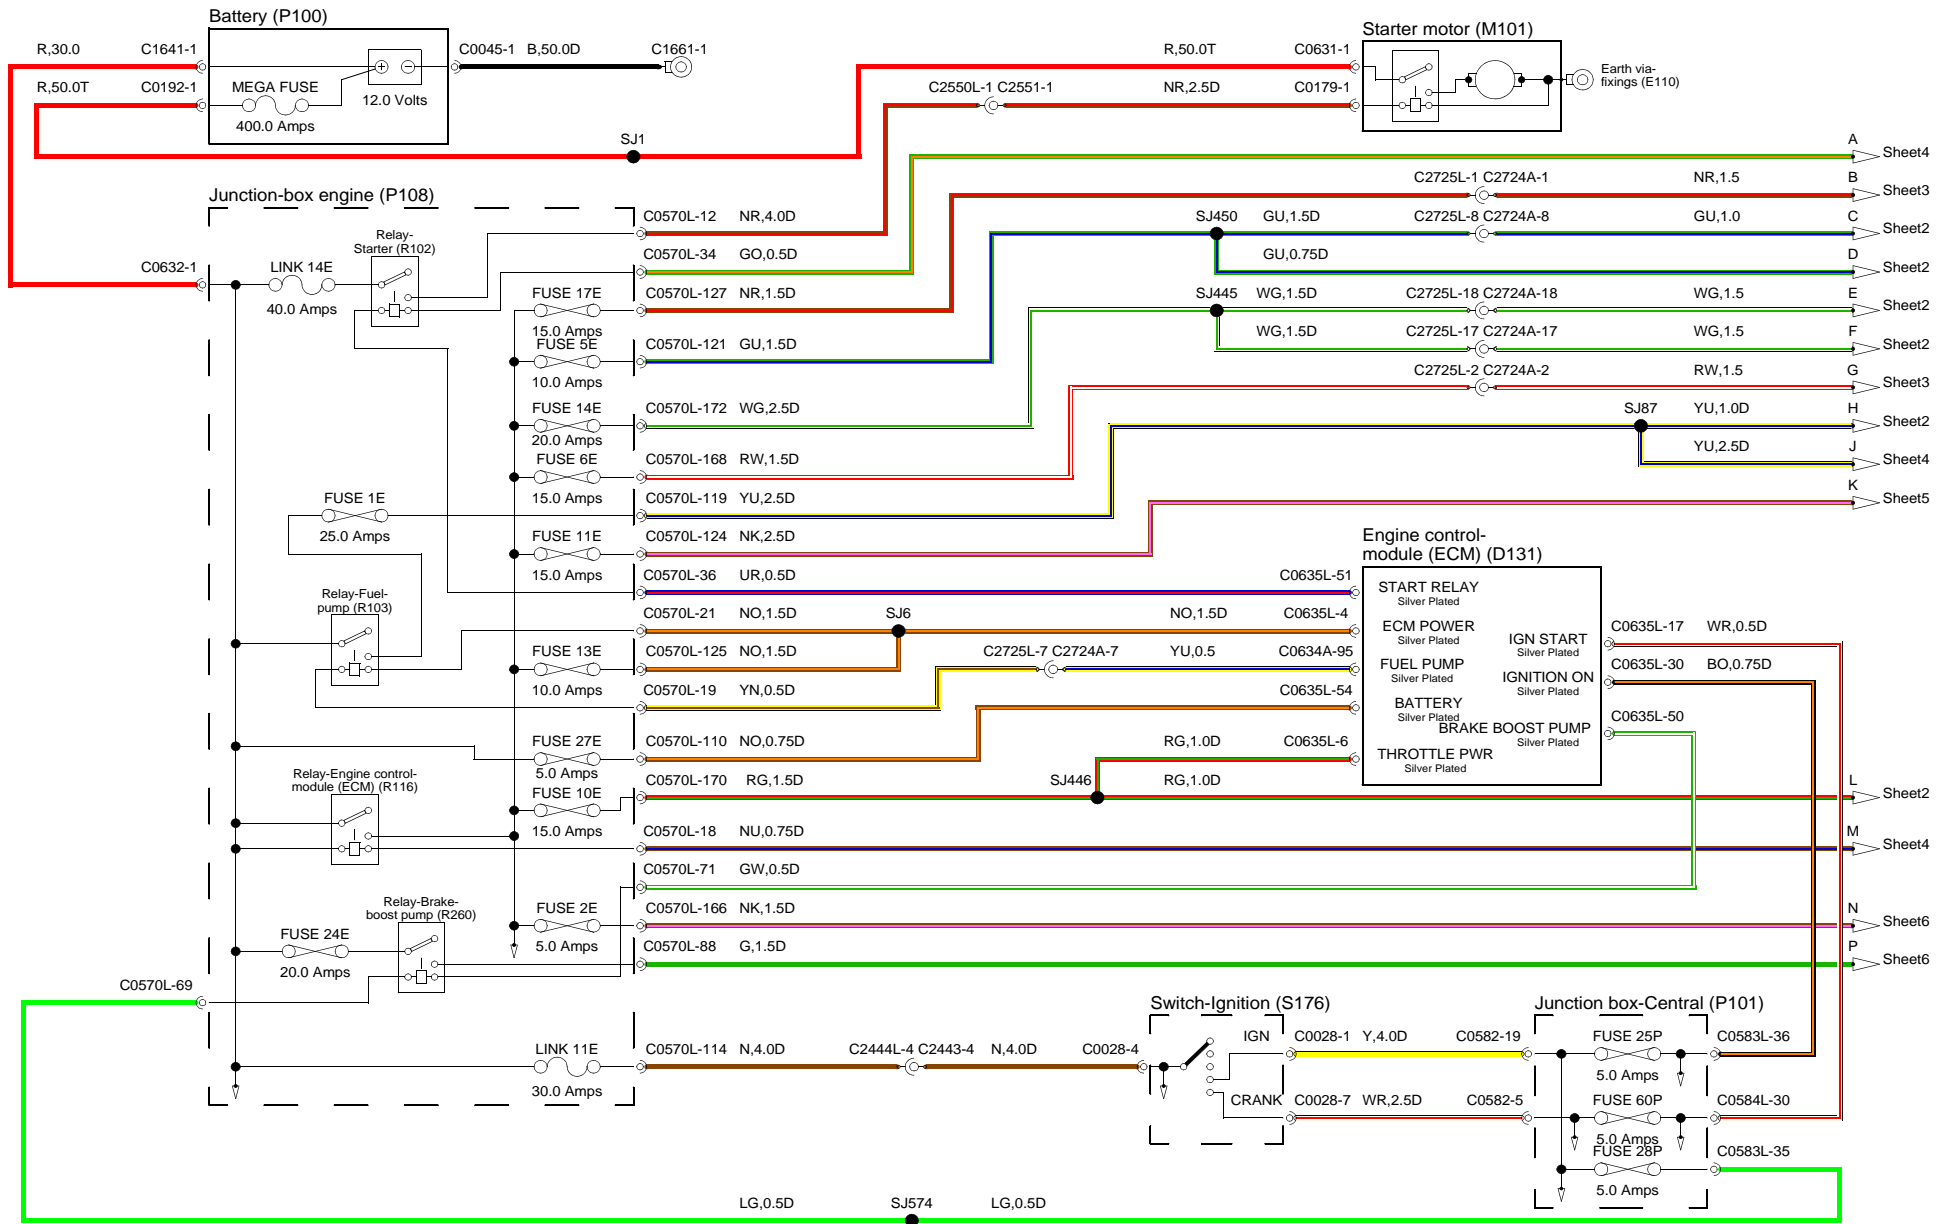 Battery (P100)
R,30.0 C1641-1
C0045-1 B,50.0D C1661-1
R,50.0T C0192-1
MEGA FUSE
400.0 Amps
12.0 Volts
SJ1
Starter motor (M101)
R,50.0T C0631-1
C2550L-1 C2551-1 NR,2.5D C0179-1
Earth via-
fixings (E110)
Junction-box engine (P108)
C0632-1
LINK 14E
40.0 Amps
Relay-
Starter (R102)
C0570L-12 NR,4.0D
C0570L-34 GO,0.5D
A
Sheet4
FUSE 17E
15.0 Amps
C0570L-127 NR,1.5D
C2725L-1 C2724A-1 NR,1.5
B
Sheet3
FUSE 5E
10.0 Amps
C0570L-121 GU,1.5D
SJ450 GU,1.5D C2725L-8 C2724A-8 GU,1.0
C
Sheet2
GU,0.75D
D
Sheet2
FUSE 14E
20.0 Amps
C0570L-172 WG,2.5D
SJ445 WG,1.5D C2725L-18 C2724A-18 WG,1.5
E
Sheet2
WG,1.5D C2725L-17 C2724A-17 WG,1.5
F
Sheet2
FUSE 6E
15.0 Amps
C0570L-168 RW,1.5D
C2725L-2 C2724A-2 RW,1.5
G
Sheet3
FUSE 1E
25.0 Amps
C0570L-119 YU,2.5D
SJ87 YU,1.0D
H
Sheet2
YU,2.5D
J
Sheet4
FUSE 11E
15.0 Amps
C0570L-124 NK,2.5D
K
Sheet5
Engine control-
module (ECM) (D131)
C0570L-36 UR,0.5D
C0635L-51
START RELAY
Silver Plated
Relay-Fuel-
pump (R103)
C0570L-21 NO,1.5D
SJ6
NO,1.5D C0635L-4
ECM POWER
Silver Plated
FUSE 13E
10.0 Amps
C0570L-125 NO,1.5D
C2725L-7 C2724A-7 YU,0.5 C0634A-95
FUEL PUMP
Silver Plated
C0570L-19 YN,0.5D
C0635L-54
BATTERY
Silver Plated
FUSE 27E
5.0 Amps
C0570L-110 NO,0.75D
RG,1.0D C0635L-6
THROTTLE PWR
Silver Plated
IGN START
Silver Plated
C0635L-17 WR,0.5D
IGNITION ON
Silver Plated
C0635L-30 BO,0.75D
BRAKE BOOST PUMP
Silver Plated
C0635L-50
Relay-Engine control-
module (ECM) (R116)
FUSE 10E
15.0 Amps
C0570L-170 RG,1.5D
SJ446 RG,1.0D
L
Sheet2
C0570L-18 NU,0.75D
M
Sheet4
C0570L-71 GW,0.5D
Relay-Brake-
boost pump (R260)
FUSE 2E
5.0 Amps
C0570L-166 NK,1.5D
N
Sheet6
FUSE 24E
20.0 Amps
C0570L-88 G,1.5D
P
Sheet6
C0570L-69
LINK 11E
30.0 Amps
C0570L-114 N,4.0D
C2444L-4 C2443-4 N,4.0D C0028-4
Switch-Ignition (S176)
IGN
C0028-1 Y,4.0D C0582-19
CRANK
C0028-7 WR,2.5D C0582-5
Junction box-Central (P101)
FUSE 25P
5.0 Amps
C0583L-36
FUSE 60P
5.0 Amps
C0584L-30
FUSE 28P
5.0 Amps
C0583L-35
LG,0.5D SJ574 LG,0.5D